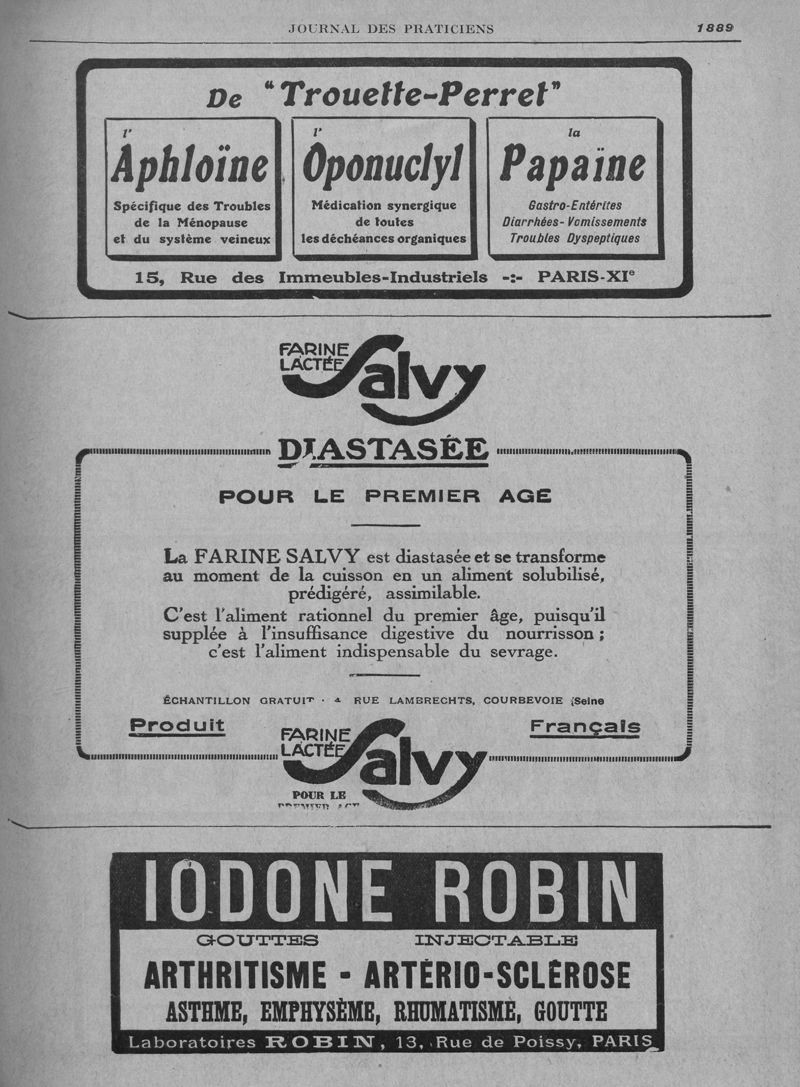 JOURNAL DES PRATICIENS 1889
De "Trouette-Perret"
l'
Aphloïne
Spécifique des Troubles
de la Ménopause
et du système veineux
l'
Oponuclyl
Médication synergique
de toutes
les déchéances organiques
la
Papaïne
Gastro-Entérites
Diarrhées - Vomissements
Troubles Dyspeptiques
15, Rue des Immeubles-Industriels -:- PARIS-XIe
FARINE
LACTÉE
Salvy
DIASTASÉE
POUR LE PREMIER AGE
La FARINE SALVY est diastasée et se transforme
au moment de la cuisson en un aliment solubilisé,
prédigéré, assimilable.
C'est l'aliment rationnel du premier âge, puisqu'il
supplée à l'insuffisance digestive du nourrisson ;
c'est l'aliment indispensable du sevrage.
ÉCHANTILLON GRATUIT · 4 RUE LAMBRECHTS, COURBEVOIE (Seine
Produit Français
FARINE
LACTÉE
Salvy
POUR LE
PREMIER AGE
IODONE ROBIN
GOUTTES INJECTABLE
ARTHRITISME - ARTÉRIO-SCLÉROSE
ASTHME, EMPHYSÈME, RHUMATISME, GOUTTE
Laboratoires ROBIN, 13, Rue de Poissy, PARIS